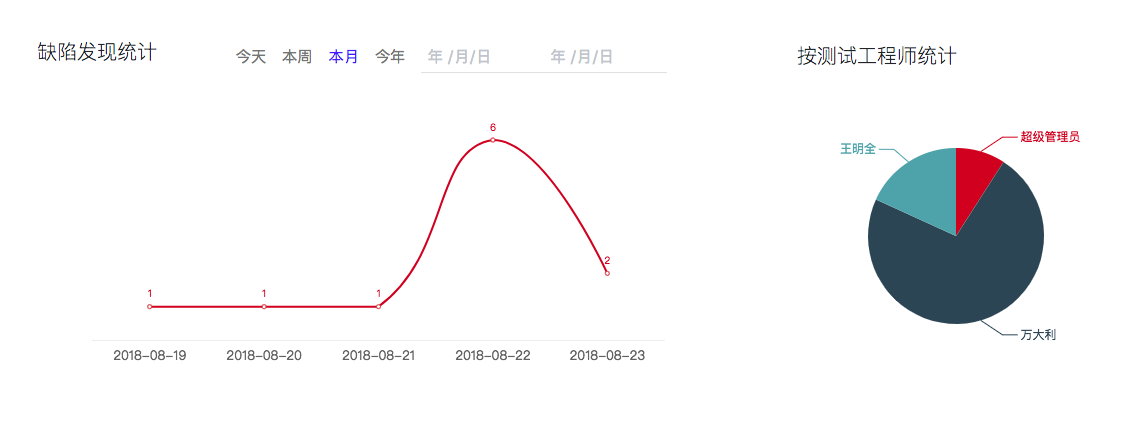 缺陷发现统计
今天 本周 本月 今年 年 /月/日 年 /月/日
6
2
1 1 1
2018-08-19 2018-08-20 2018-08-21 2018-08-22 2018-08-23
按测试工程师统计
超级管理员
王明全
万大利